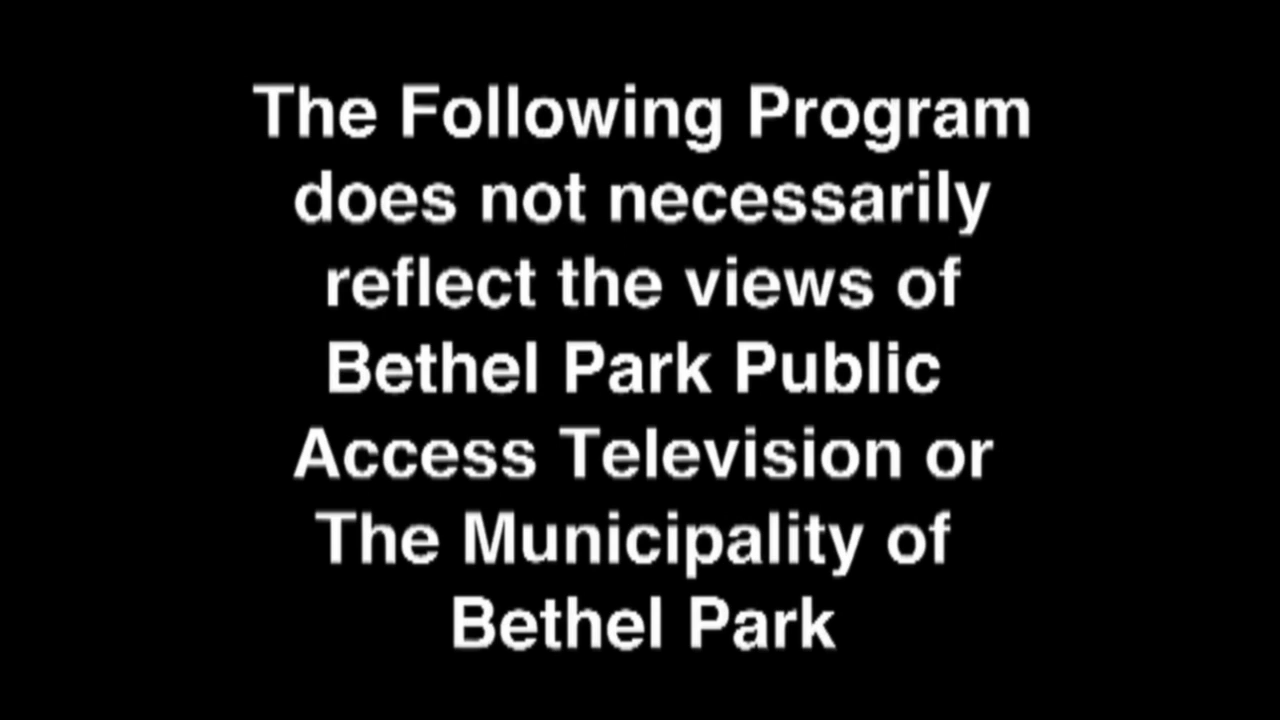 The Following Program
does not necessarily
reflect the views of
Bethel Park Public
Access Television or
The Municipality of
Bethel Park